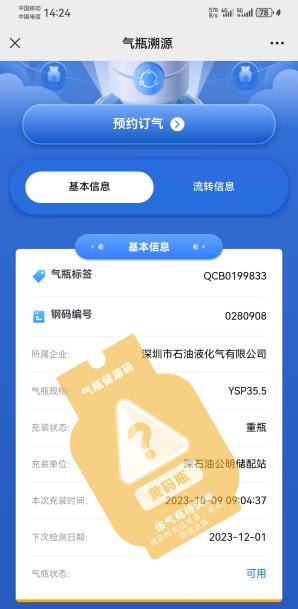 中国移动
中国电信
14:24
578 B/s
4G
5G
78
气瓶溯源
预约订气
基本信息
流转信息
基本信息
气瓶标签
QCB0199833
钢码编号
0280908
所属企业:
深圳市石油液化气有限公司
气瓶规格:
YSP35.5
充装状态:
重瓶
充装单位:
深石油公明储配站
本次充装时间:
2023-10-09 09:04:37
下次检测日期:
2023-12-01
气瓶状态:
可用
气瓶健康码
?
黄码瓶